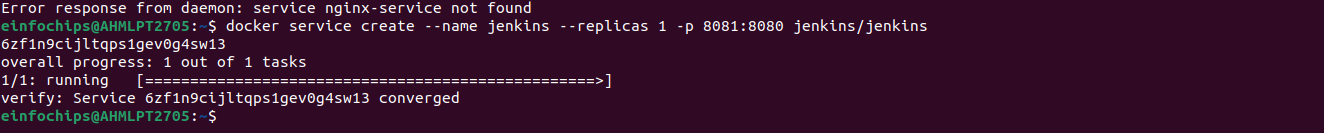 Error response from daemon: service nginx-service not found
einfochips@AHMLPT2705:~$ docker service create --name jenkins --replicas 1 -p 8081:8080 jenkins/jenkins
6zf1n9cijltqps1gev0g4sw13
overall progress: 1 out of 1 tasks
1/1: running   [==================================================>]
verify: Service 6zf1n9cijltqps1gev0g4sw13 converged
einfochips@AHMLPT2705:~$